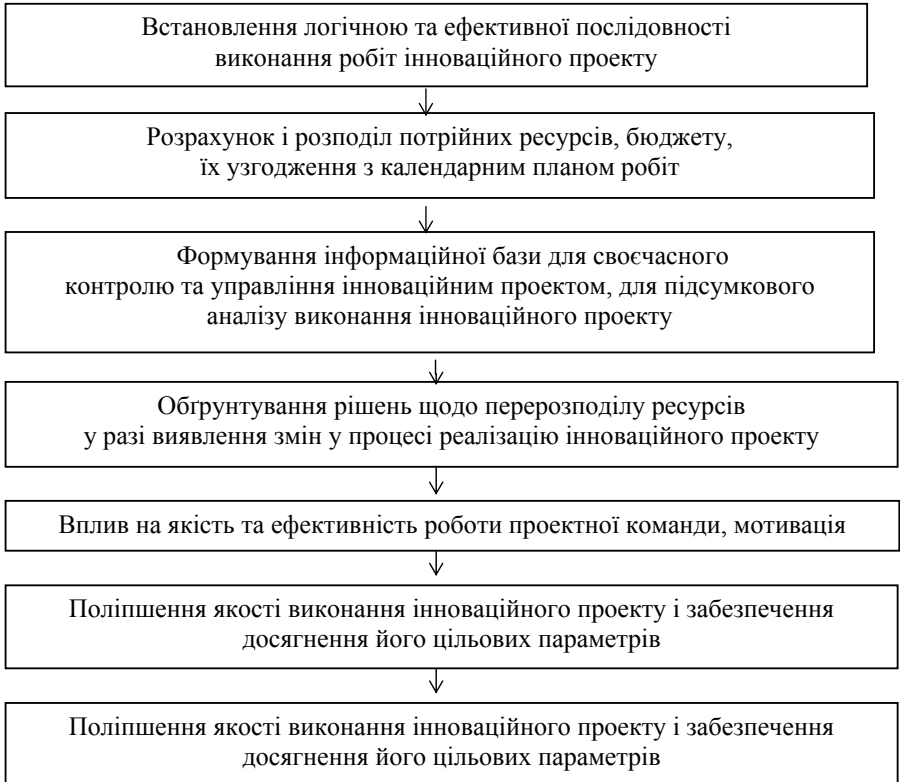 Встановлення логічною та ефективної послідовності
виконання робіт інноваційного проекту
Розрахунок і розподіл потрійних ресурсів, бюджету,
їх узгодження з календарним планом робіт
Формування інформаційної бази для своєчасного
контролю та управління інноваційним проектом, для підсумкового
аналізу виконання інноваційного проекту
Обґрунтування рішень щодо перерозподілу ресурсів
у разі виявлення змін у процесі реалізацію інноваційного проекту
Вплив на якість та ефективність роботи проектної команди, мотивація
Поліпшення якості виконання інноваційного проекту і забезпечення
досягнення його цільових параметрів
Поліпшення якості виконання інноваційного проекту і забезпечення
досягнення його цільових параметрів